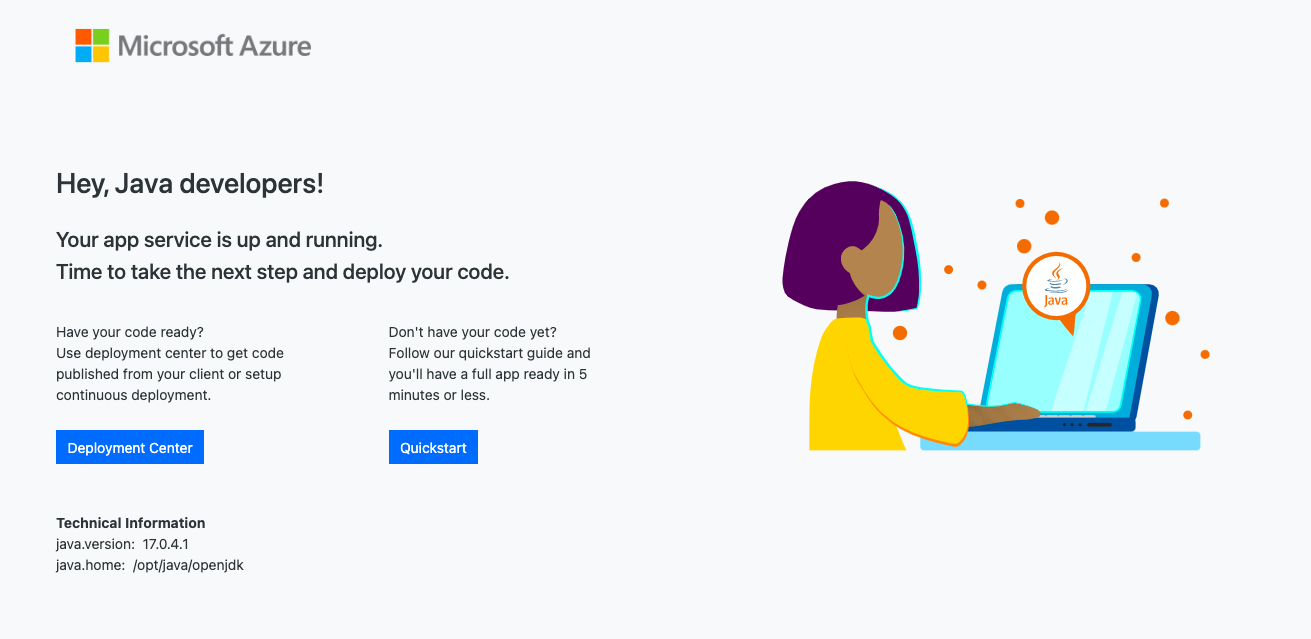 Microsoft Azure
Hey, Java developers!
Your app service is up and running.
Time to take the next step and deploy your code.
Have your code ready?
Use deployment center to get code
published from your client or setup
continuous deployment.
Deployment Center
Don't have your code yet?
Follow our quickstart guide and
you'll have a full app ready in 5
minutes or less.
Quickstart
Technical Information
java.version: 17.0.4.1
java.home: /opt/java/openjdk
Java